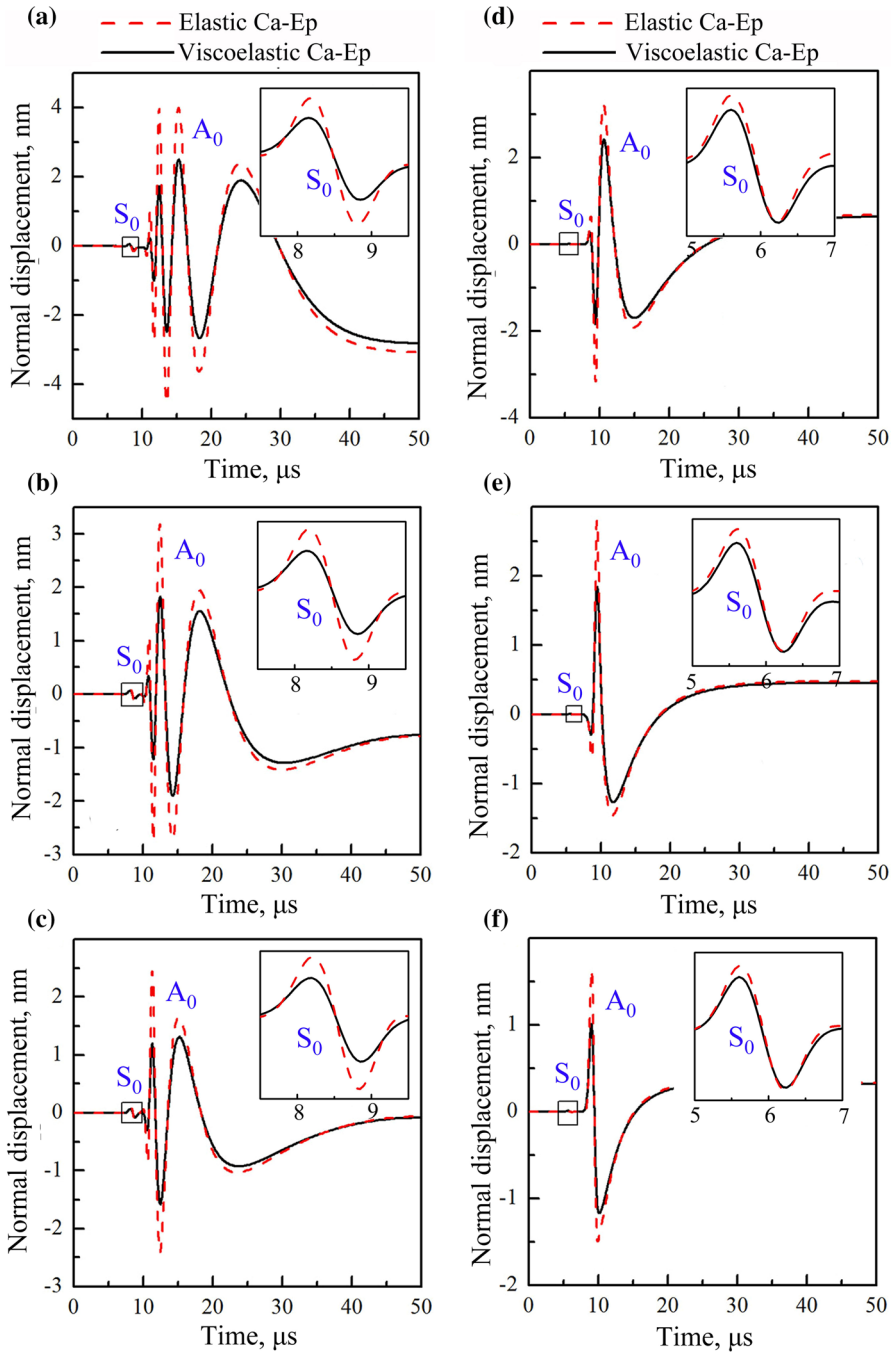 (a)
Elastic Ca-Ep
Viscoelastic Ca-Ep
Normal displacement, nm
4
2
0
-2
-4
A0
S0
S0
8 9
0 10 20 30 40 50
Time, μs
(d)
Elastic Ca-Ep
Viscoelastic Ca-Ep
Normal displacement, nm
2
0
-2
-4
A0
S0
S0
5 6 7
0 10 20 30 40 50
Time, μs
(b)
Normal displacement, nm
3
2
1
0
-1
-2
-3
A0
S0
S0
8 9
0 10 20 30 40 50
Time, μs
(e)
Normal displacement, nm
2
1
0
-1
-2
A0
S0
S0
5 6 7
0 10 20 30 40 50
Time, μs
(c)
Normal displacement, nm
2
1
0
-1
-2
-3
A0
S0
S0
8 9
0 10 20 30 40 50
Time, μs
(f)
Normal displacement, nm
1
0
-1
-2
A0
S0
S0
5 6 7
0 10 20 30 40 50
Time, μs